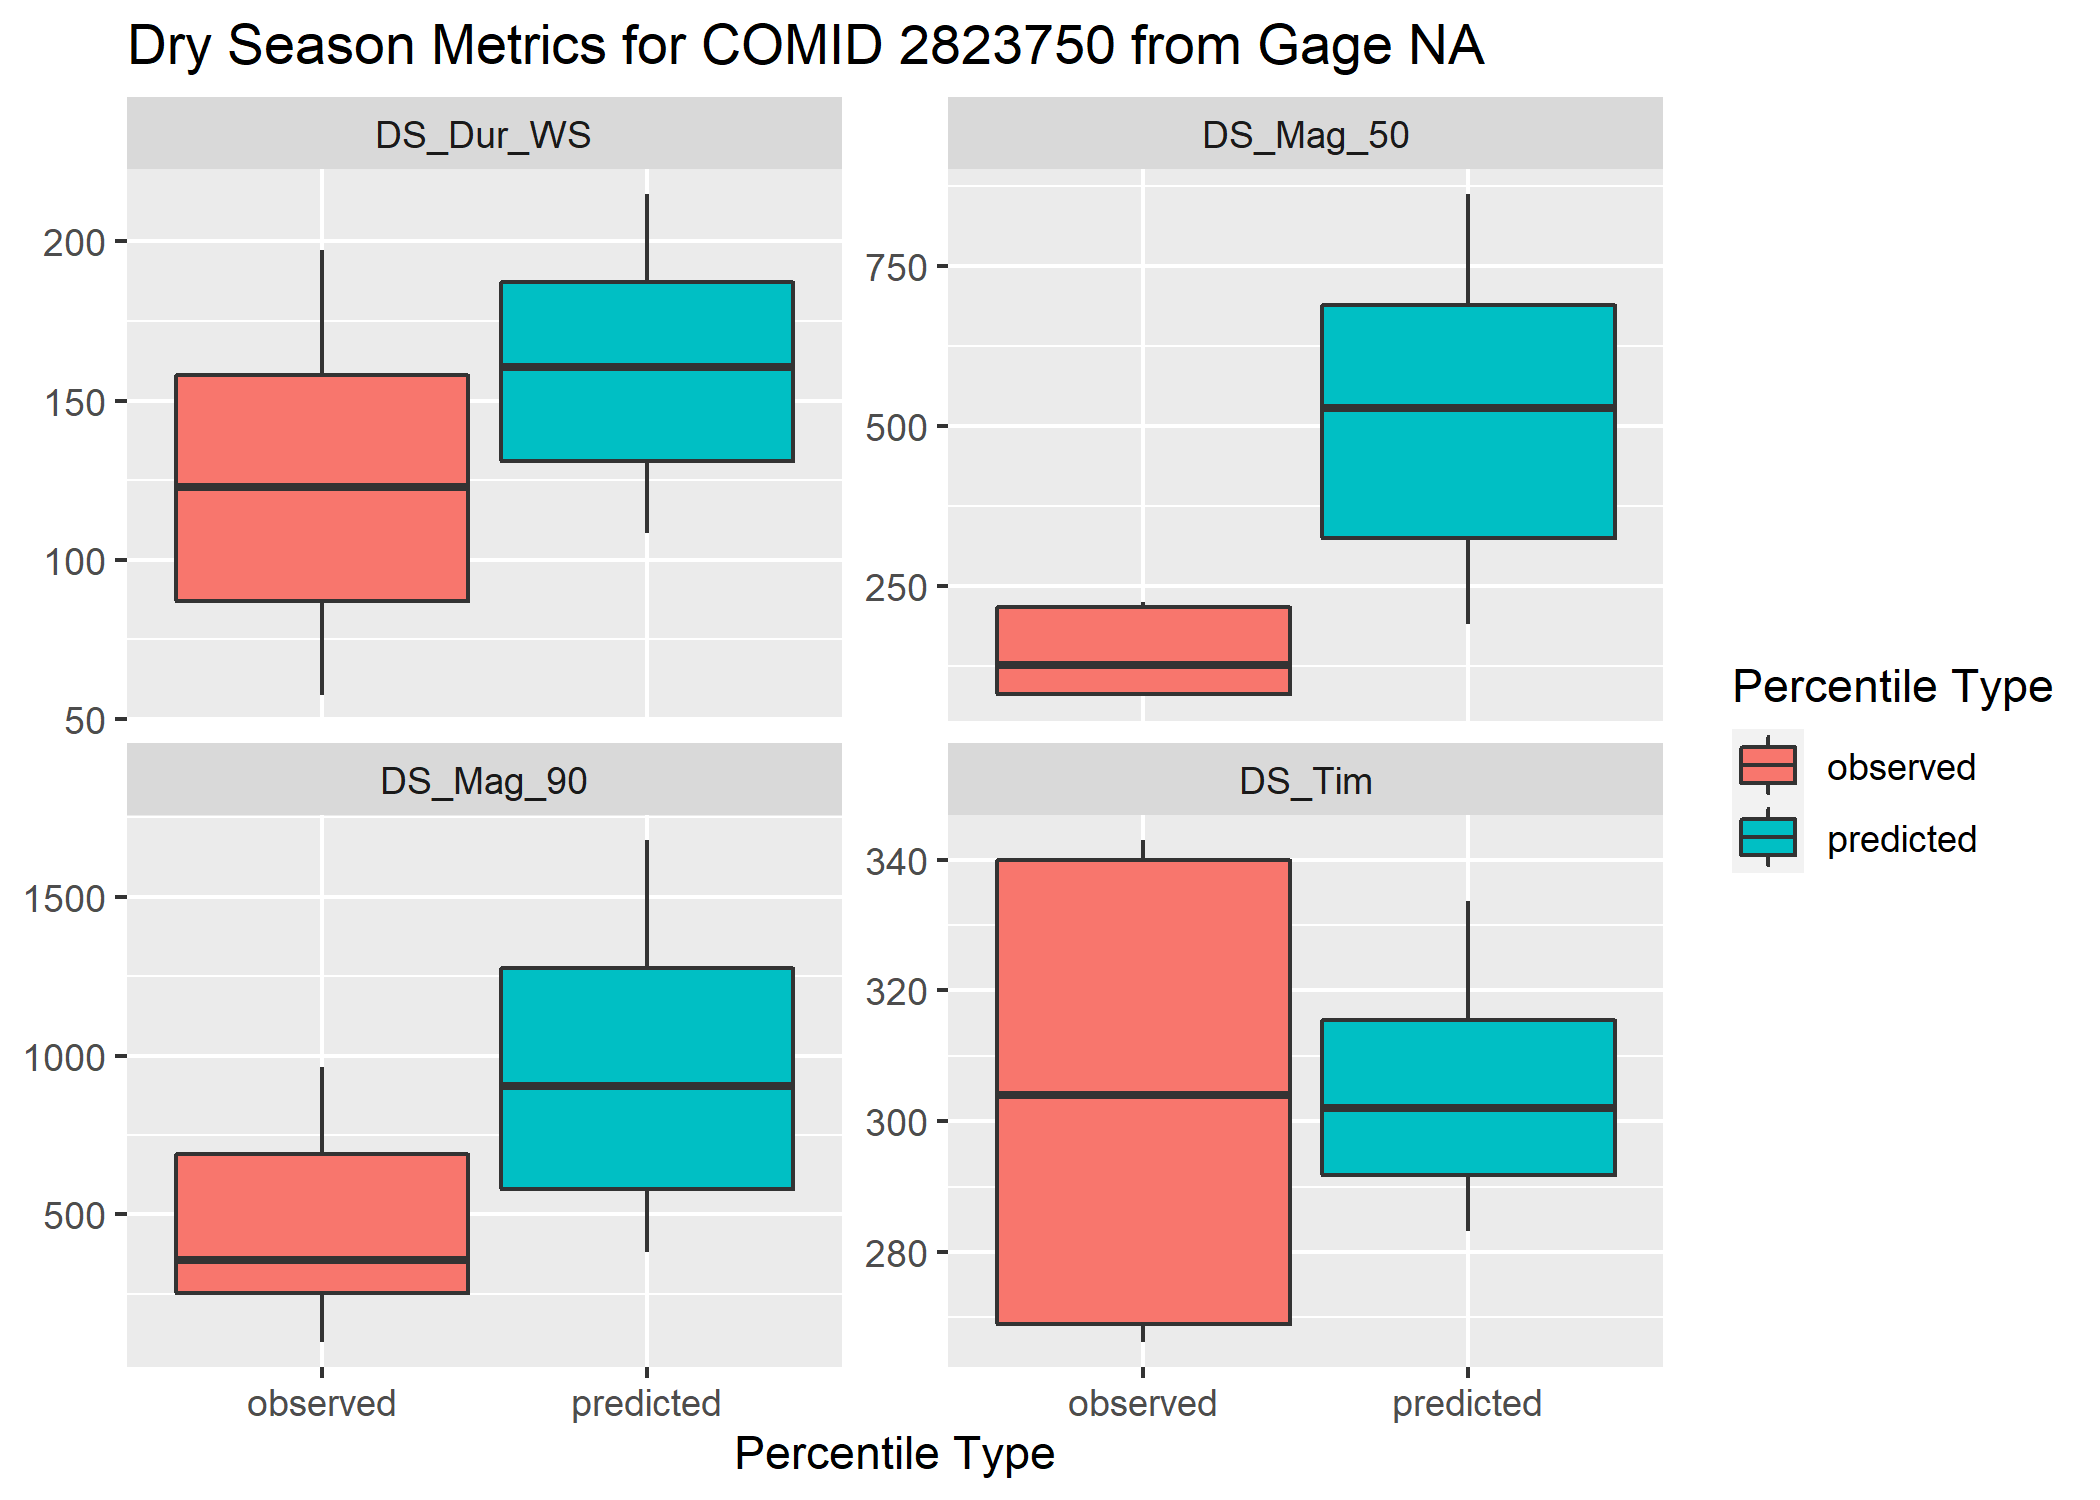 Dry Season Metrics for COMID 2823750 from Gage NA
DS_Dur_WS
200
150
100
50
DS_Mag_50
750
500
250
DS_Mag_90
1500
1000
500
DS_Tim
340
320
300
280
observed
predicted
observed
predicted
Percentile Type
Percentile Type
observed
predicted